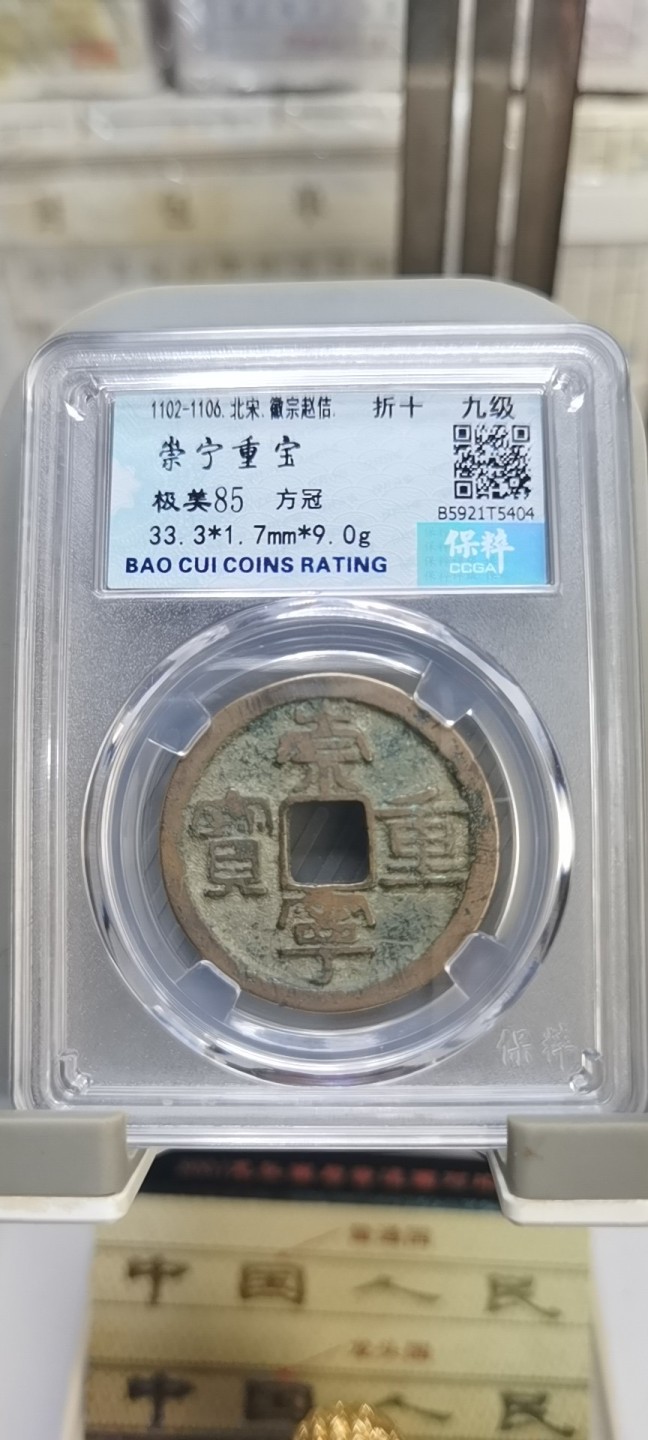 1102-1106.北宋.徽宗赵佶. 折十 九级
崇宁重宝
极美85 方冠
B5921T5404
33.3*1.7mm*9.0g
保粹
CCGA
BAO CUI COINS RATING
崇
寳 重
寧
保粹
中国人民
中国人民